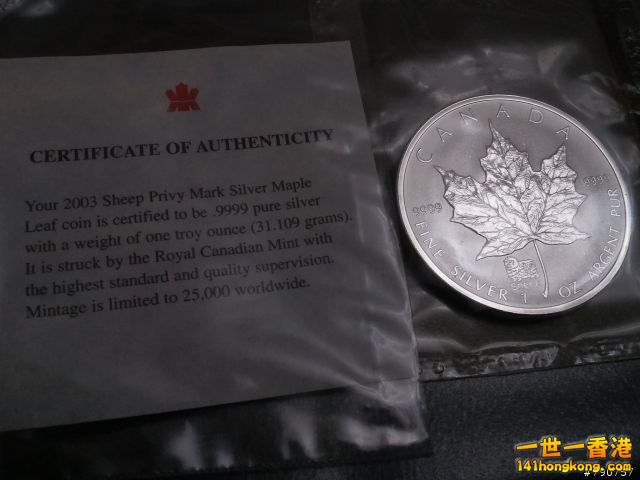 CERTIFICATE OF AUTHENTICITY
Your 2003 Sheep Privy Mark Silver Maple
Leaf coin is certified to be .9999 pure silver
with a weight of one troy ounce (31.109 grams).
It is struck by the Royal Canadian Mint with
the highest standard and quality supervision.
Mintage is limited to 25,000 worldwide.
CANADA
9999
9999
FINE SILVER 1 OZ ARGENT PUR
一世一香港
141hongkong.com
#790757